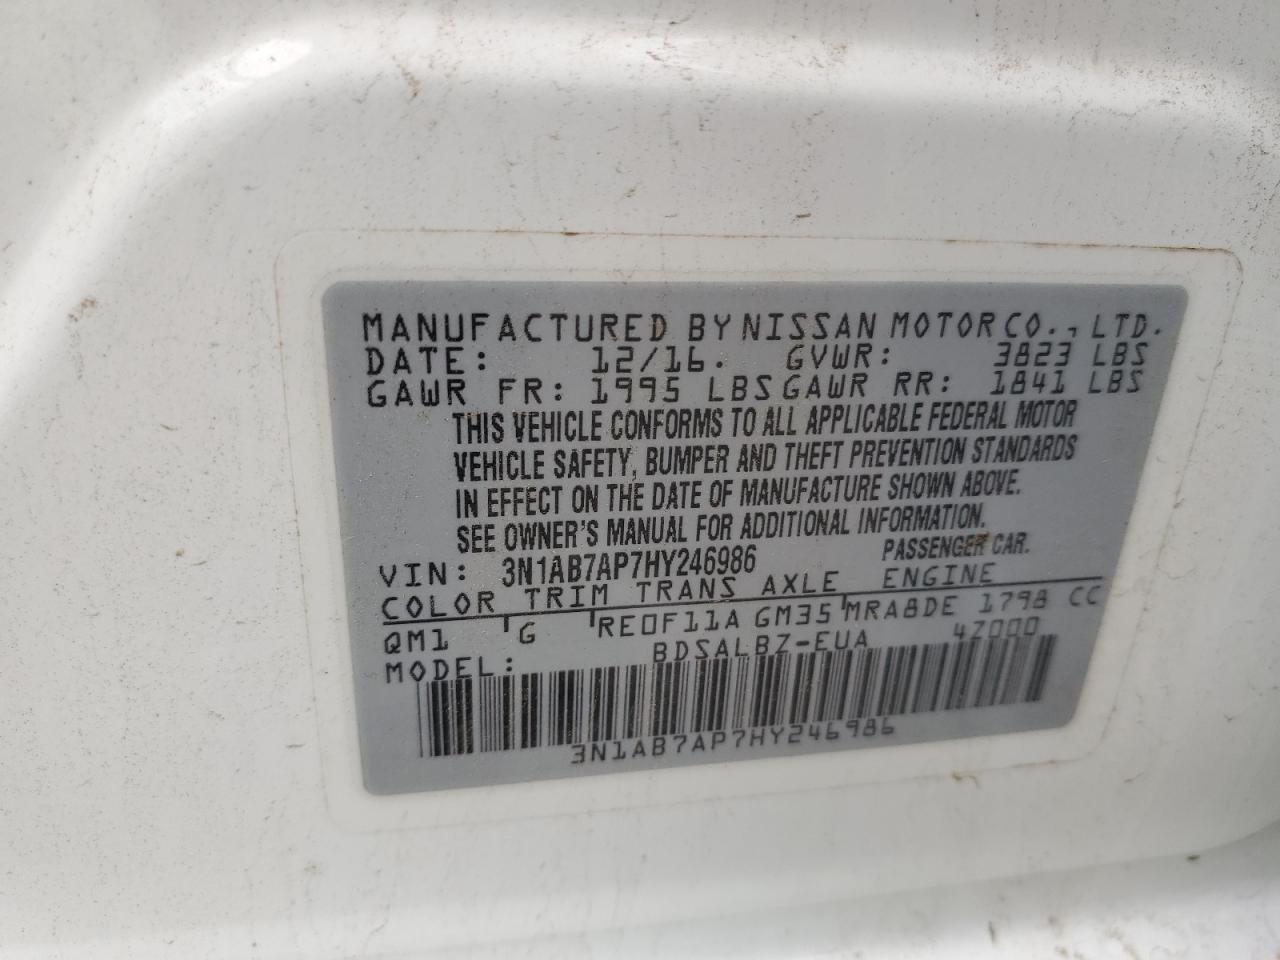 MANUFACTURED BY NISSAN MOTOR CO., LTD.
DATE: 12/16. GVWR: 3823 LBS
GAWR FR: 1995 LBS GAWR RR: 1841 LBS
THIS VEHICLE CONFORMS TO ALL APPLICABLE FEDERAL MOTOR
VEHICLE SAFETY, BUMPER AND THEFT PREVENTION STANDARDS
IN EFFECT ON THE DATE OF MANUFACTURE SHOWN ABOVE.
SEE OWNER'S MANUAL FOR ADDITIONAL INFORMATION.
VIN: 3N1AB7AP7HY246986 PASSENGER CAR.
COLOR TRIM TRANS AXLE ENGINE
QM1 G RE0F11A GM35 MRA8DE 1798 CC
MODEL: BDSALBZ-EUA 4Z000
3N1AB7AP7HY246986